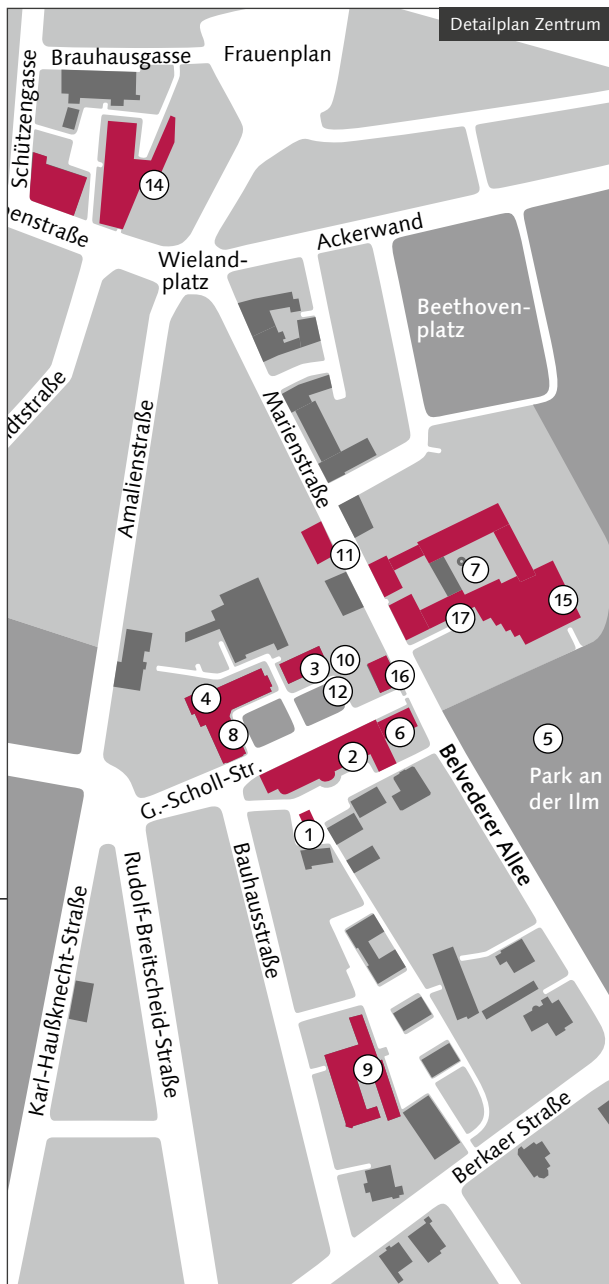 Detailplan Zentrum
Brauhausgasse
Frauenplan
Schützengasse
14
enstraße
Wieland-
platz
Ackerwand
Beethoven-
platz
dtstraße
Amalienstraße
Marienstraße
11
7
15
17
3
10
16
4
12
8
6
2
5
Park an
der Ilm
G.-Scholl-Str.
1
Belvederer Allee
Bauhausstraße
Rudolf-Breitscheid-Straße
Karl-Haußknecht-Straße
9
Berkaer Straße